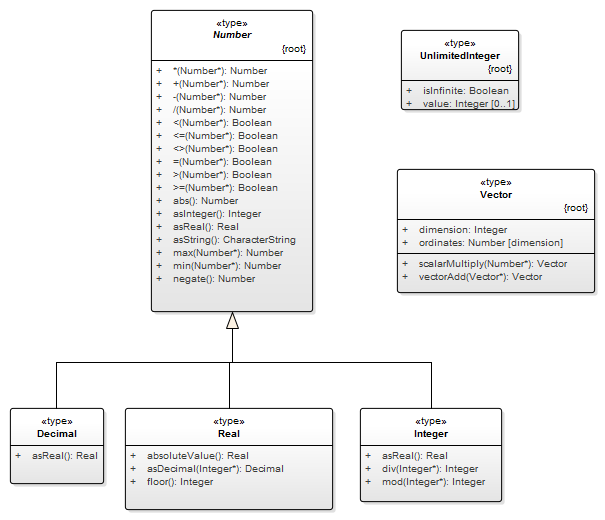 «type»
Number
{root}
+ *(Number*): Number
+ +(Number*): Number
+ -(Number*): Number
+ /(Number*): Number
+ <(Number*): Boolean
+ <=(Number*): Boolean
+ <>(Number*): Boolean
+ =(Number*): Boolean
+ >(Number*): Boolean
+ >=(Number*): Boolean
+ abs(): Number
+ asInteger(): Integer
+ asReal(): Real
+ asString(): CharacterString
+ max(Number*): Number
+ min(Number*): Number
+ negate(): Number
«type»
UnlimitedInteger
{root}
+ isInfinite: Boolean
+ value: Integer [0..1]
«type»
Vector
{root}
+ dimension: Integer
+ ordinates: Number [dimension]
+ scalarMultiply(Number*): Vector
+ vectorAdd(Vector*): Vector
«type»
Decimal
+ asReal(): Real
«type»
Real
+ absoluteValue(): Real
+ asDecimal(Integer*): Decimal
+ floor(): Integer
«type»
Integer
+ asReal(): Real
+ div(Integer*): Integer
+ mod(Integer*): Integer